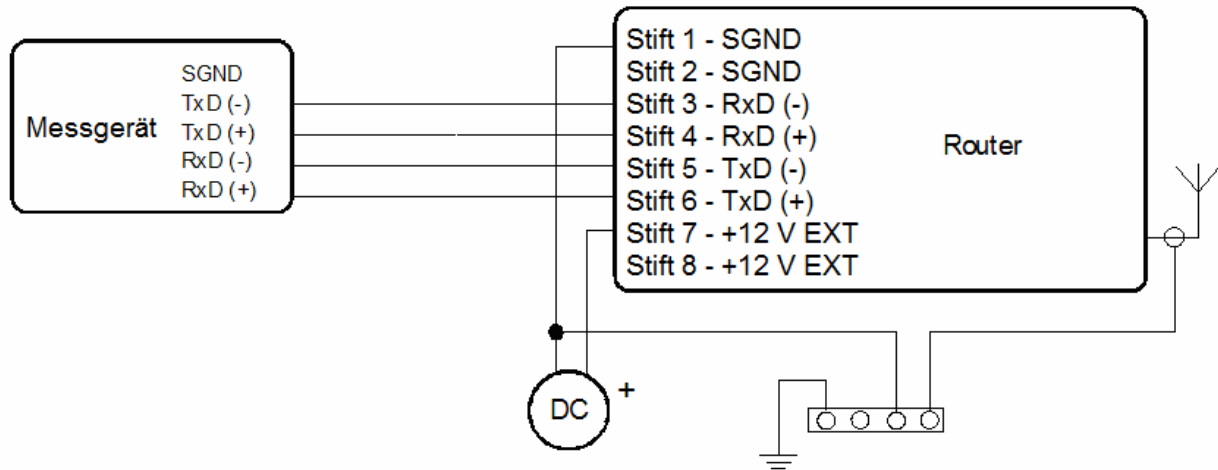 Messgerät
SGND
TxD (-)
TxD (+)
RxD (-)
RxD (+)
Stift 1 - SGND
Stift 2 - SGND
Stift 3 - RxD (-)
Stift 4 - RxD (+)
Stift 5 - TxD (-)
Stift 6 - TxD (+)
Stift 7 - +12 V EXT
Stift 8 - +12 V EXT
Router
DC
+